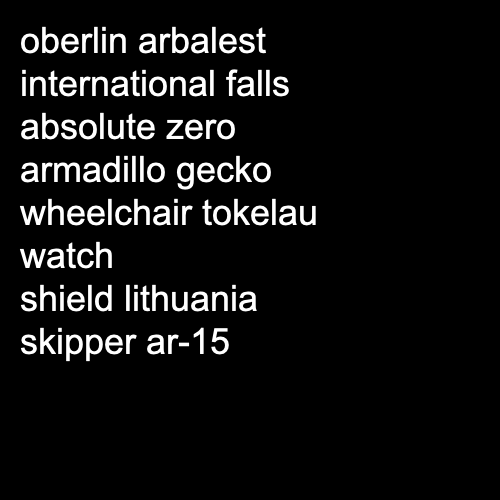 oberlin arbalest
international falls
absolute zero
armadillo gecko
wheelchair tokelau
watch
shield lithuania
skipper ar-15